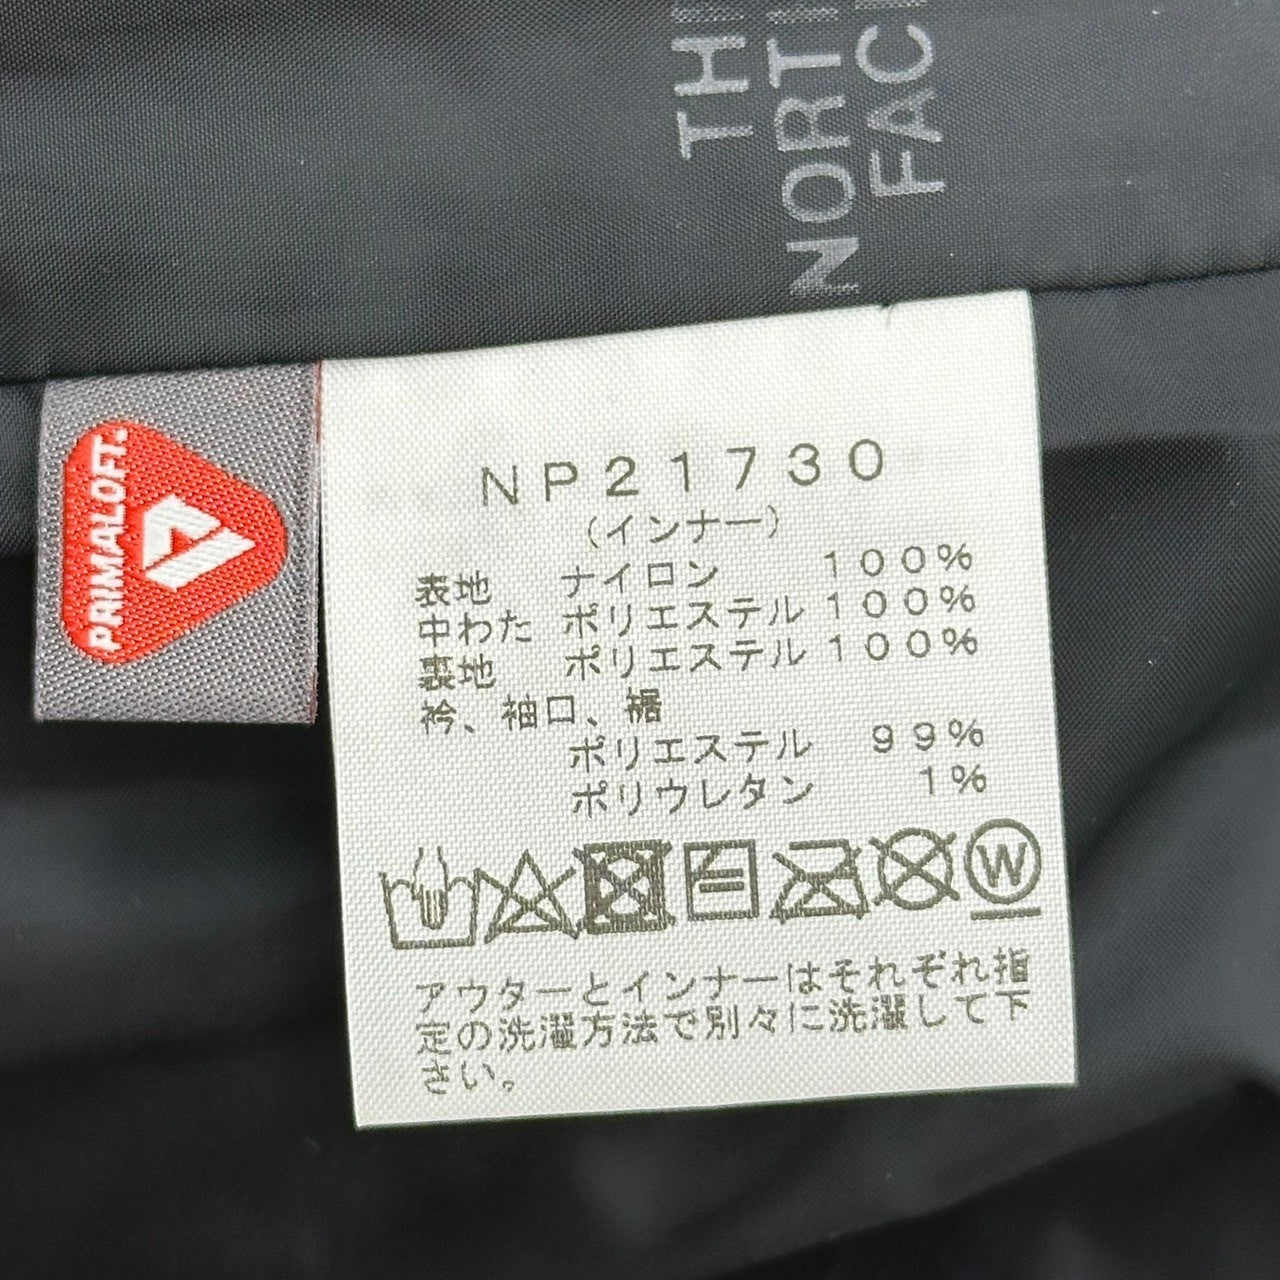 THE
NORTH
FACE
PRIMALOFT
NP21730
(インナー)
表地 ナイロン 100%
中わた ポリエステル 100%
裏地 ポリエステル 100%
衿、袖口、裾
ポリエステル 99%
ポリウレタン 1%
W
アウターとインナーはそれぞれ指
定の洗濯方法で別々に洗濯して下
さい。